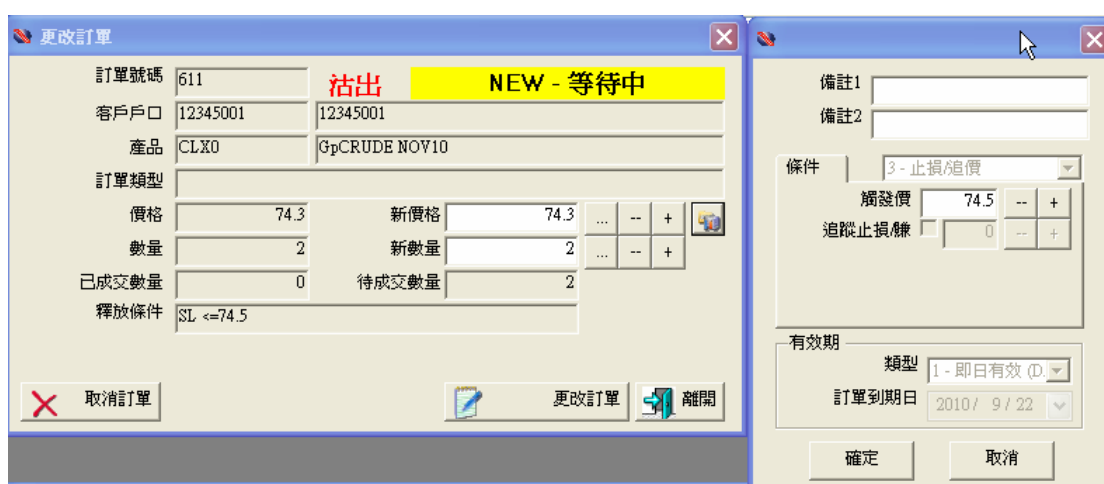 更改訂單
訂單號碼 611 沽出 NEW - 等待中
客戶戶口 12345001 12345001
產品 CLX0 GpCRUDE NOV10
訂單類型
價格 74.3 新價格 74.3 ... -- +
數量 2 新數量 2 ... -- +
已成交數量 0 待成交數量 2
釋放條件 SL <=74.5
取消訂單 更改訂單 離開
備註1
備註2
條件 3 - 止損/追價
觸發價 74.5 -- +
追蹤止損/賺 0 -- +
有效期
類型 1 - 即日有效 (D.
訂單到期日 2010/ 9/ 22
確定 取消